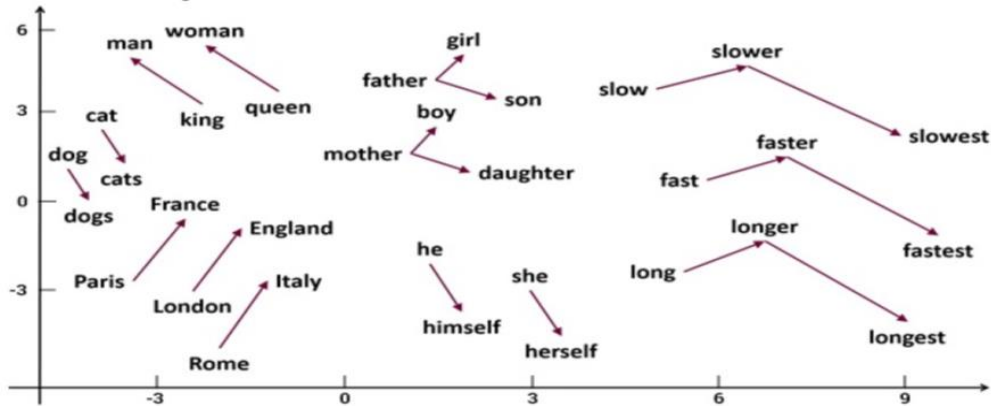 6
woman
man
girl
slower
father
slow
son
3
cat
king
queen
boy
slowest
dog
mother
faster
cats
daughter
fast
0
dogs
France
England
he
longer
fastest
-3
Paris
Italy
she
long
London
himself
longest
Rome
herself
-3 0 3 6 9